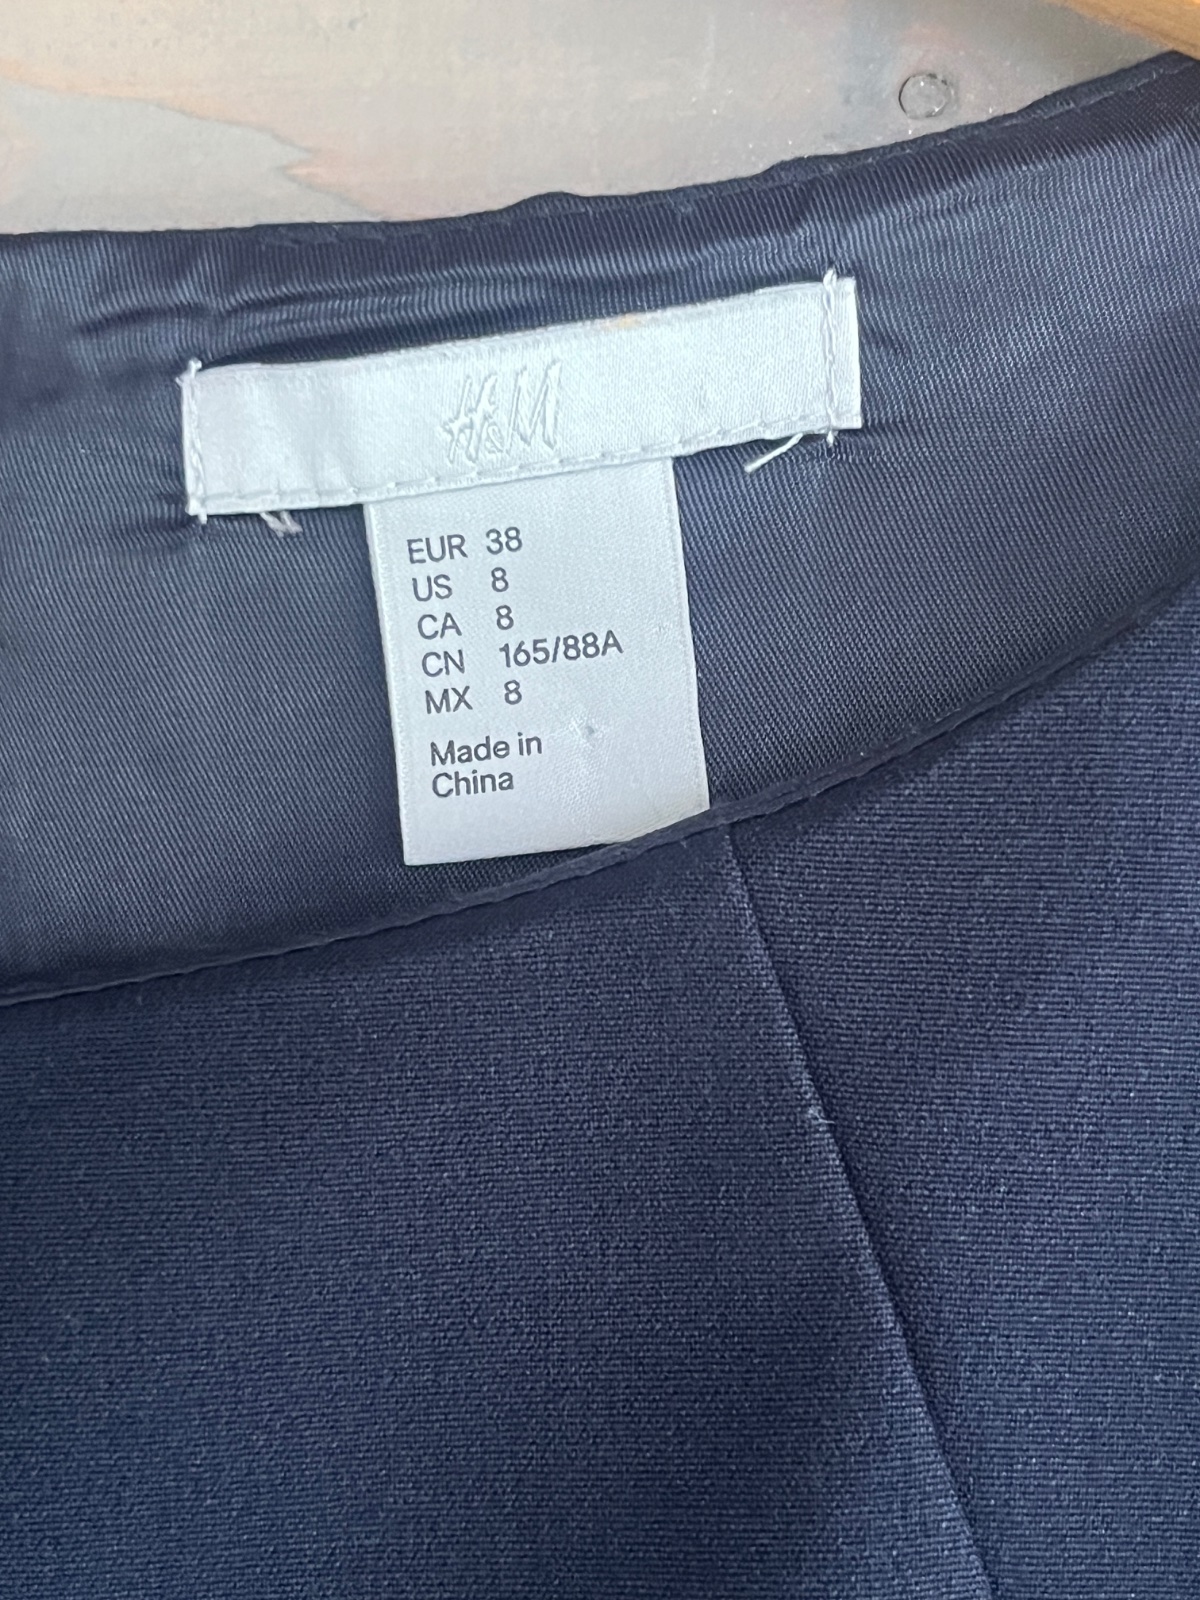 H&M
EUR 38
US 8
CA 8
CN 165/88A
MX 8
Made in
China